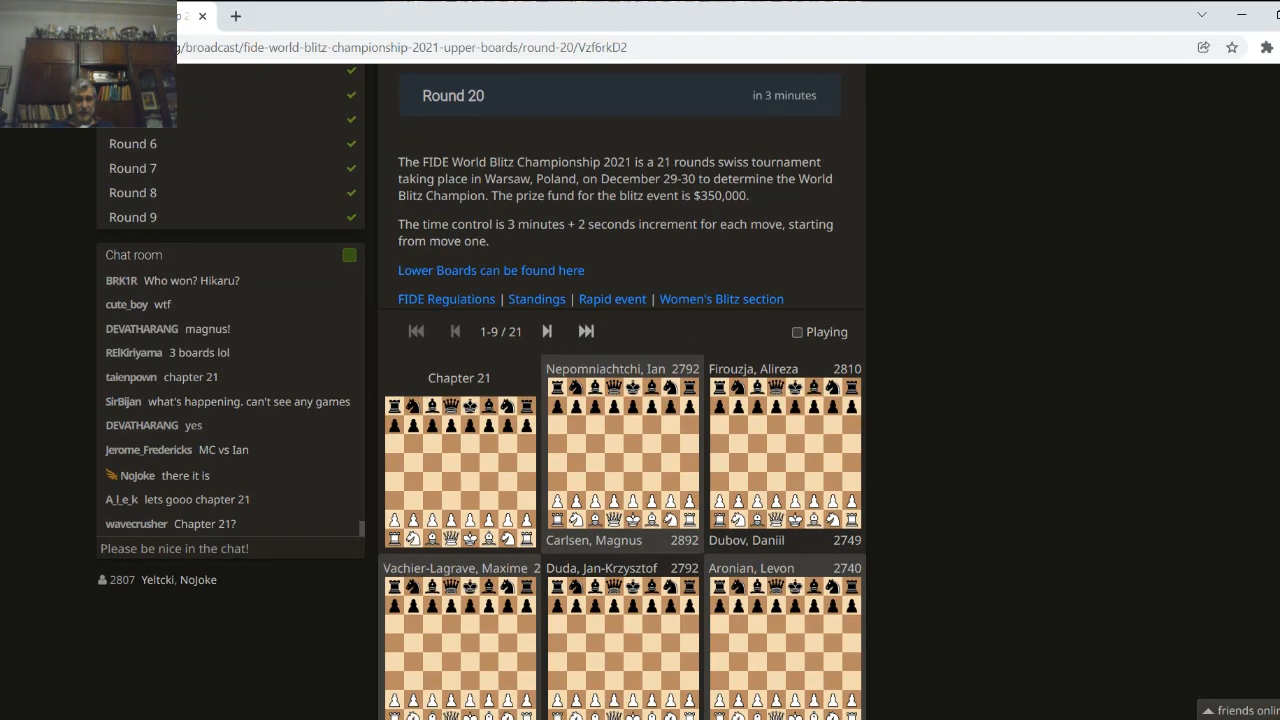 g/broadcast/fide-world-blitz-championship-2021-upper-boards/round-20/Vzf6rkD2
Round 6
Round 7
Round 8
Round 9
Chat room
BRK1R Who won? Hikaru?
cute_boy wtf
DEVATHARANG magnus!
RElKiriyama 3 boards lol
taienpown chapter 21
SirBijan what's happening. can't see any games
DEVATHARANG yes
Jerome_Fredericks MC vs Ian
NoJoke there it is
A_l_e_k lets gooo chapter 21
wavecrusher Chapter 21?
Please be nice in the chat!
2807 Yeltcki, NoJoke
Round 20 in 3 minutes
The FIDE World Blitz Championship 2021 is a 21 rounds swiss tournament
taking place in Warsaw, Poland, on December 29-30 to determine the World
Blitz Champion. The prize fund for the blitz event is $350,000.
The time control is 3 minutes + 2 seconds increment for each move, starting
from move one.
Lower Boards can be found here
FIDE Regulations | Standings | Rapid event | Women's Blitz section
1-9 / 21 Playing
Chapter 21
Nepomniachtchi, Ian 2792
Firouzja, Alireza 2810
Carlsen, Magnus 2892
Dubov, Daniil 2749
Vachier-Lagrave, Maxime 2
Duda, Jan-Krzysztof 2792
Aronian, Levon 2740
friends onlin